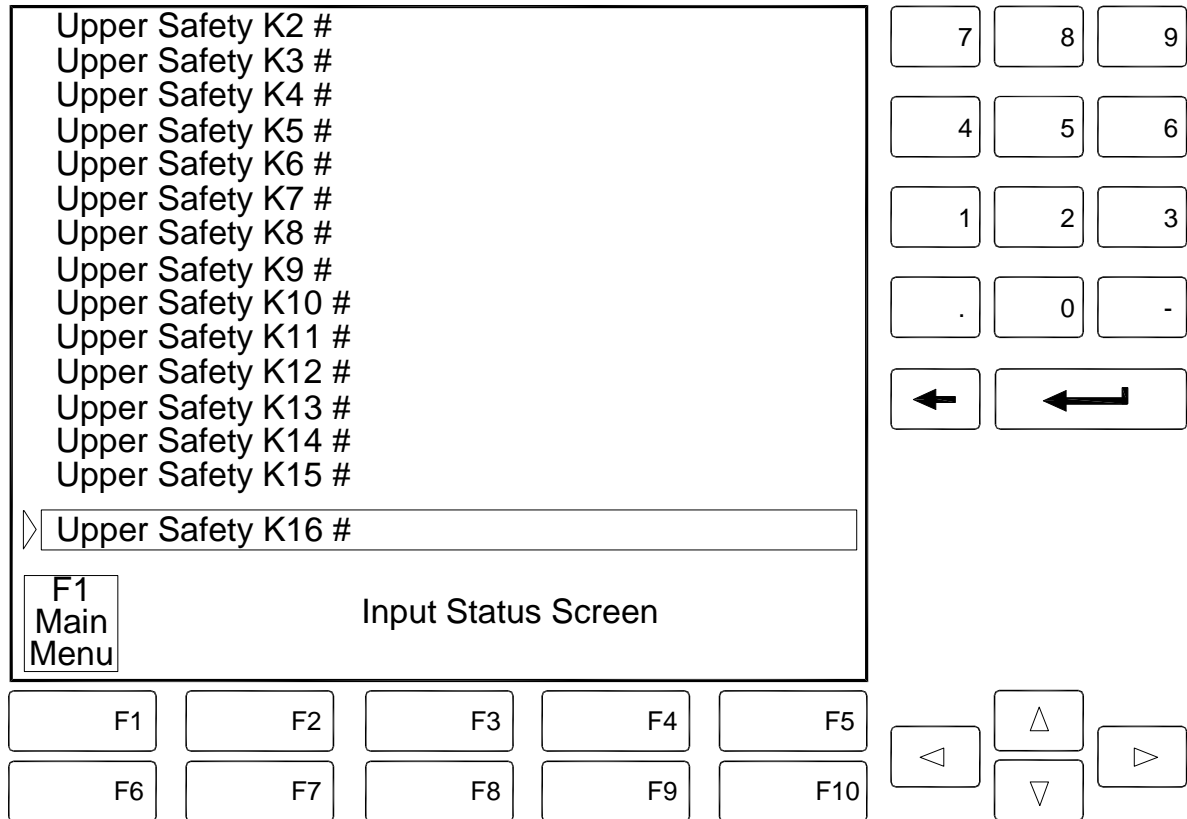 Upper Safety K2 #
Upper Safety K3 #
Upper Safety K4 #
Upper Safety K5 #
Upper Safety K6 #
Upper Safety K7 #
Upper Safety K8 #
Upper Safety K9 #
Upper Safety K10 #
Upper Safety K11 #
Upper Safety K12 #
Upper Safety K13 #
Upper Safety K14 #
Upper Safety K15 #
Upper Safety K16 #
F1
Main
Menu
Input Status Screen
F1 F2 F3 F4 F5
F6 F7 F8 F9 F10
7 8 9
4 5 6
1 2 3
. 0 -